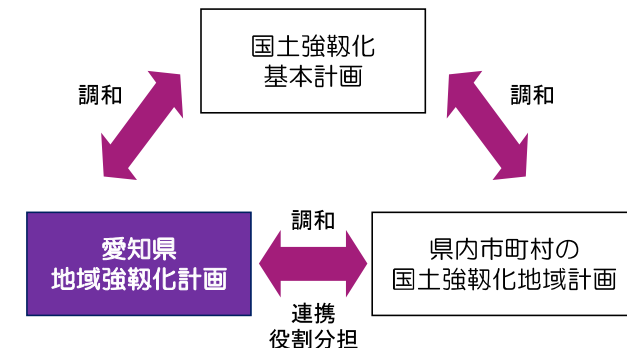 国土強靱化
基本計画
調和
調和
調和
愛知県
地域強靱化計画
県内市町村の
国土強靱化地域計画
連携
役割分担